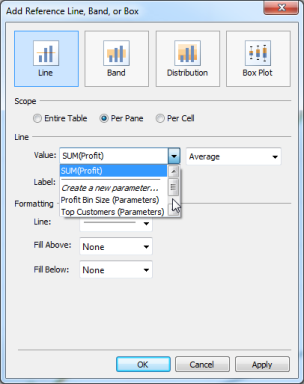 Add Reference Line, Band, or Box
Line
Band
Distribution
Box Plot
Scope
Entire Table
Per Pane
Per Cell
Line
Value:
SUM(Profit)
Average
SUM(Profit)
Label:
Create a new parameter...
Profit Bin Size (Parameters)
Formatting
Top Customers (Parameters)
Line:
Fill Above:
None
Fill Below:
None
OK
Cancel
Apply